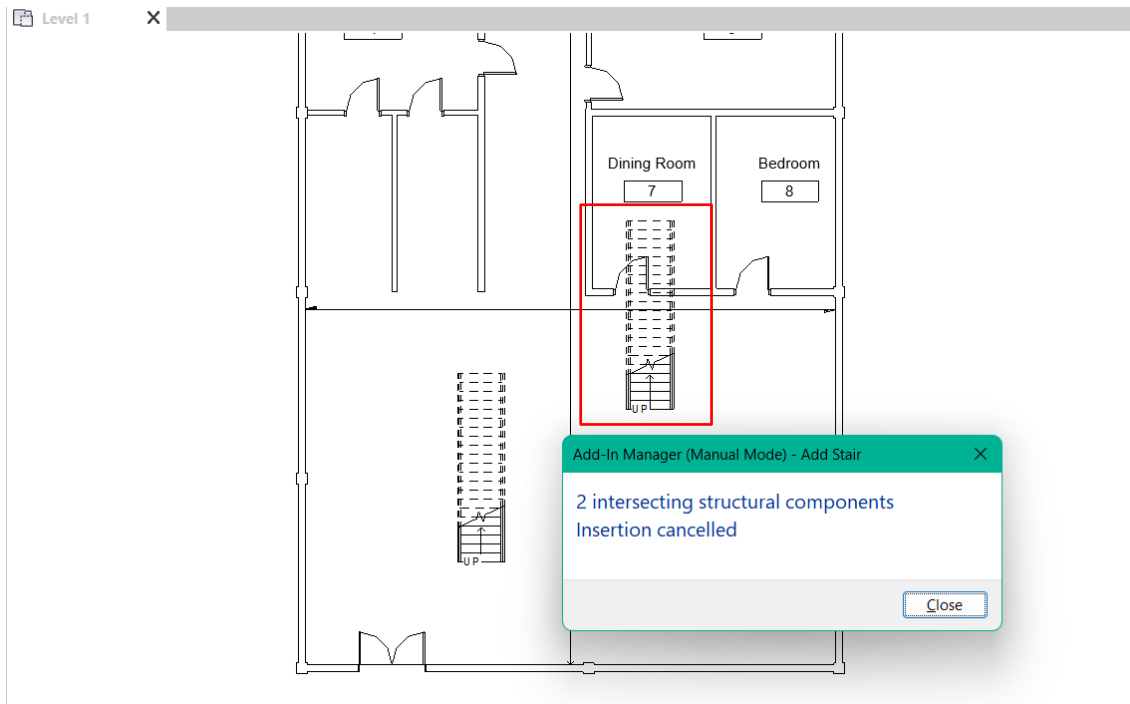 Level 1
Dining Room
7
Bedroom
8
UP
UP
Add-In Manager (Manual Mode) - Add Stair
2 intersecting structural components
Insertion cancelled
Close